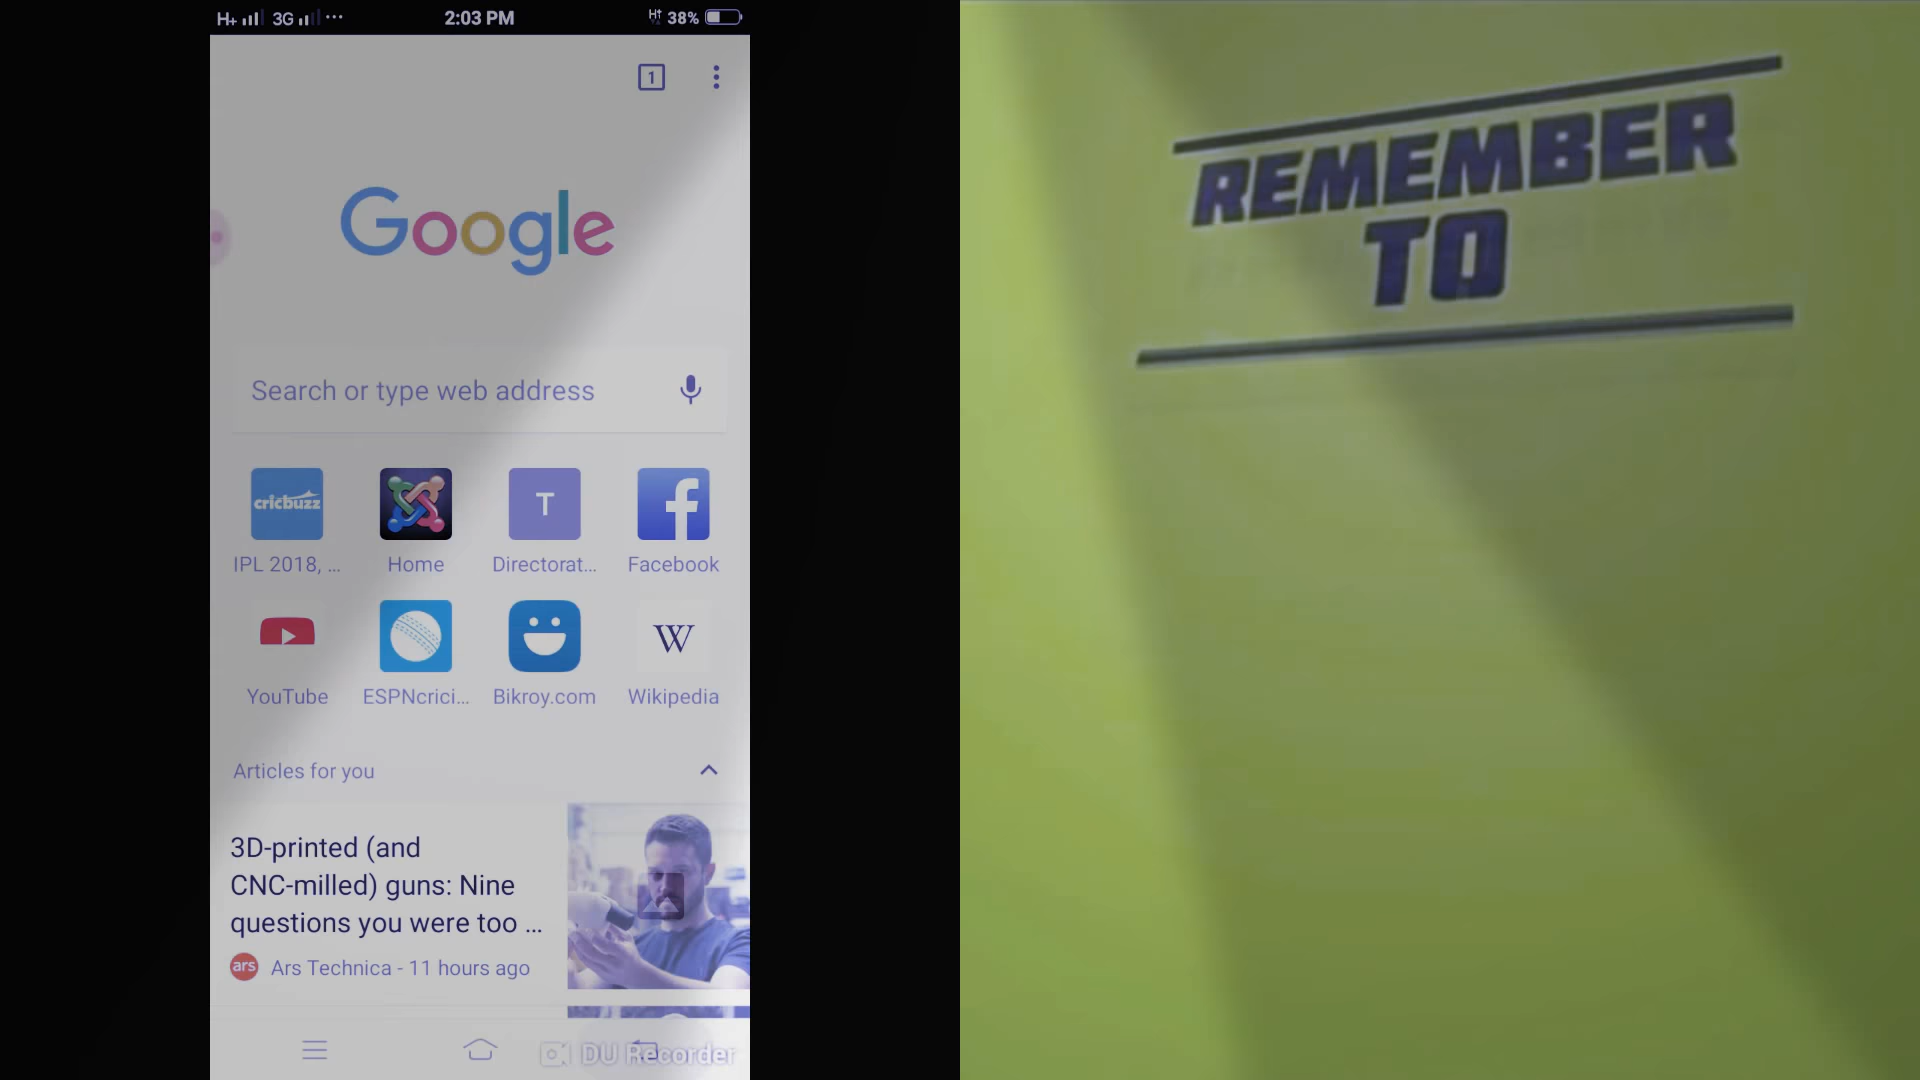 H+ 3G ... 2:03 PM H↑ 38%
1
Google
Search or type web address
cricbuzz T f
IPL 2018, ... Home Directorat... Facebook
W
YouTube ESPNcrici... Bikroy.com Wikipedia
Articles for you
3D-printed (and
CNC-milled) guns: Nine
questions you were too ...
ars Ars Technica - 11 hours ago
DU Recorder
REMEMBER
TO